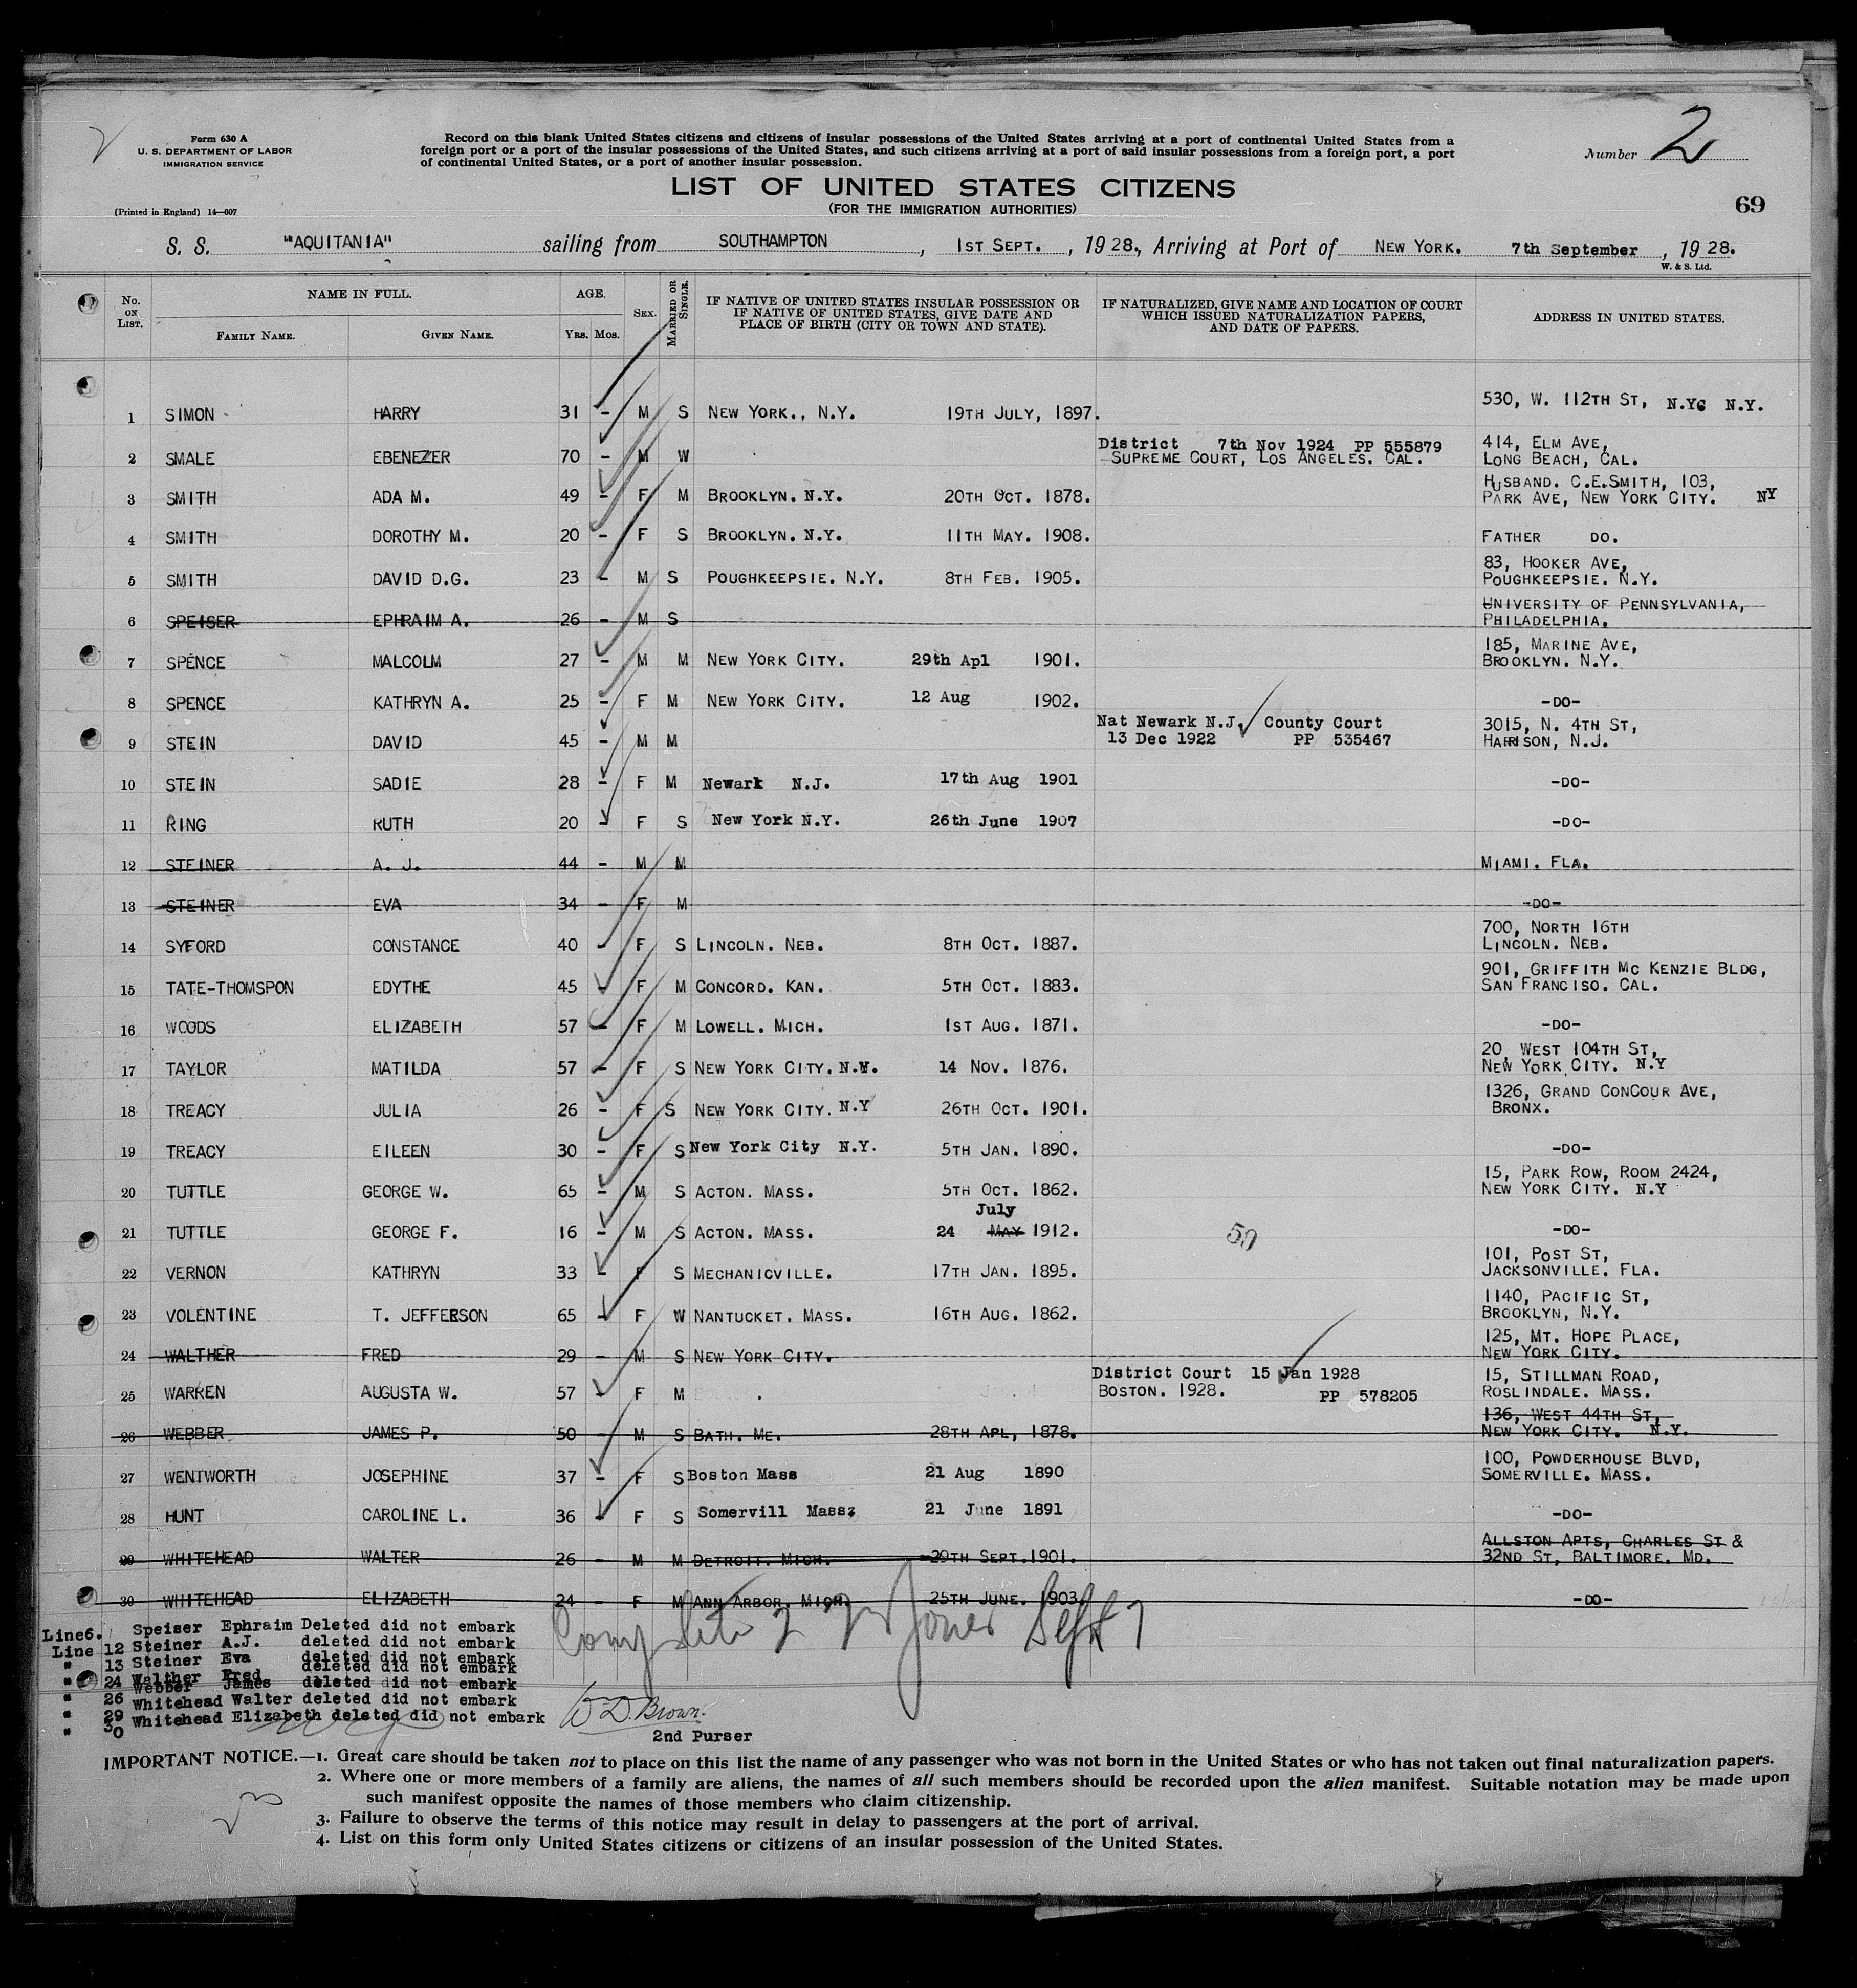 Form 630 A
U. S. DEPARTMENT OF LABOR
IMMIGRATION SERVICE
(Printed in England) 14—607
Record on this blank United States citizens and citizens of insular possessions of the United States arriving at a port of continental United States from a
foreign port or a port of the insular possessions of the United States, and such citizens arriving at a port of said insular possessions from a foreign port, a port
of continental United States, or a port of another insular possession.
Number 2
LIST OF UNITED STATES CITIZENS
(FOR THE IMMIGRATION AUTHORITIES)
69
S. S. "AQUITANIA" sailing from SOUTHAMPTON, 1ST SEPT., 1928, Arriving at Port of NEW YORK. 7th September, 1928.
W. & S. Ltd.
No. ON LIST. NAME IN FULL. FAMILY NAME. GIVEN NAME. AGE. YRS. MOS. SEX. MARRIED OR SINGLE. IF NATIVE OF UNITED STATES INSULAR POSSESSION OR IF NATIVE OF UNITED STATES, GIVE DATE AND PLACE OF BIRTH (CITY OR TOWN AND STATE). IF NATURALIZED, GIVE NAME AND LOCATION OF COURT WHICH ISSUED NATURALIZATION PAPERS, AND DATE OF PAPERS. ADDRESS IN UNITED STATES.
1 SIMON HARRY 31 - M S NEW YORK., N.Y. 19TH JULY, 1897. 530, W. 112TH ST, N.YC N.Y.
2 SMALE EBENEZER 70 - M W District 7th Nov 1924 PP 555879 SUPREME COURT, LOS ANGELES. CAL. 414, ELM AVE, LONG BEACH, CAL.
3 SMITH ADA M. 49 - F M BROOKLYN. N.Y. 20TH OCT. 1878. HUSBAND. C.E.SMITH, 103, PARK AVE, NEW YORK CITY. NY
4 SMITH DOROTHY M. 20 - F S BROOKLYN. N.Y. 11TH MAY. 1908. FATHER DO.
5 SMITH DAVID D.G. 23 - M S POUGHKEEPSIE. N.Y. 8TH FEB. 1905. 83, HOOKER AVE, POUGHKEEPSIE. N.Y.
6 SPEISER EPHRAIM A. 26 - M S UNIVERSITY OF PENNSYLVANIA, PHILADELPHIA.
7 SPENCE MALCOLM 27 - M M NEW YORK CITY. 29th Apl 1901. 185, MARINE AVE, BROOKLYN. N.Y.
8 SPENCE KATHRYN A. 25 - F M NEW YORK CITY. 12 Aug 1902. -DO-
9 STEIN DAVID 45 - M M Nat Newark N.J. County Court 13 Dec 1922 PP 535467 3015, N. 4TH ST, HARRISON, N.J.
10 STEIN SADIE 28 - F M Newark N.J. 17th Aug 1901 -DO-
11 RING RUTH 20 - F S New York N.Y. 26th June 1907 -DO-
12 STEINER A. J. 44 - M M MIAMI. FLA.
13 STEINER EVA 34 - F M -DO-
14 SYFORD CONSTANCE 40 - F S LINCOLN. NEB. 8TH OCT. 1887. 700, NORTH 16TH LINCOLN. NEB.
15 TATE-THOMSPON EDYTHE 45 - F M CONCORD. KAN. 5TH OCT. 1883. 901, GRIFFITH MC KENZIE BLDG, SAN FRANCISO. CAL.
16 WOODS ELIZABETH 57 - F M LOWELL. MICH. 1ST AUG. 1871. -DO-
17 TAYLOR MATILDA 57 - F S NEW YORK CITY. N.Y. 14 NOV. 1876. 20, WEST 104TH ST, NEW YORK CITY. N.Y
18 TREACY JULIA 26 - F S NEW YORK CITY. N.Y 26TH OCT. 1901. 1326, GRAND CONCOUR AVE, BRONX.
19 TREACY EILEEN 30 - F S New York City N.Y. 5TH JAN. 1890. -DO-
20 TUTTLE GEORGE W. 65 - M S ACTON. MASS. 5TH OCT. 1862. 15, PARK ROW, ROOM 2424, NEW YORK CITY. N.Y
21 TUTTLE GEORGE F. 16 - M S ACTON. MASS. 24 July MAY 1912. -DO-
22 VERNON KATHRYN 33 - F S MECHANICVILLE. 17TH JAN. 1895. 101, POST ST, JACKSONVILLE. FLA.
23 VOLENTINE T. JEFFERSON 65 - F W NANTUCKET. MASS. 16TH AUG. 1862. 1140, PACIFIC ST, BROOKLYN, N.Y.
24 WALTHER FRED 29 - M S NEW YORK CITY. 125, MT. HOPE PLACE, NEW YORK CITY.
25 WARREN AUGUSTA W. 57 - F M District Court 15 Jan 1928 BOSTON. 1928. PP 578205 15, STILLMAN ROAD, ROSLINDALE. MASS.
26 WEBBER JAMES P. 50 - M S BATH. ME. 28TH APL, 1878. 136, WEST 44TH ST, NEW YORK CITY. N.Y.
27 WENTWORTH JOSEPHINE 37 - F S Boston Mass 21 Aug 1890 100, POWDERHOUSE BLVD, SOMERVILLE. MASS.
28 HUNT CAROLINE L. 36 - F S Somervill Mass; 21 June 1891 -DO-
29 WHITEHEAD WALTER 26 - M M DETROIT. MICH. 29TH SEPT. 1901. ALLSTON APTS, CHARLES ST & 32ND ST, BALTIMORE. MD.
30 WHITEHEAD ELIZABETH 24 - F M ANN ARBOR. MICH 25TH JUNE. 1903. -DO-
Line6. Speiser Ephraim Deleted did not embark
Line 12 Steiner A.J. deleted did not embark
" 13 Steiner Eva deleted did not embark
" 24 Walther Fred deleted did not embark
" 26 Webber James deleted did not embark
" 29 Whitehead Walter deleted did not embark
" 30 Whitehead Elizabeth deleted did not embark
Jones Sept 7
W D. Brown.
2nd Purser
IMPORTANT NOTICE.—1. Great care should be taken not to place on this list the name of any passenger who was not born in the United States or who has not taken out final naturalization papers.
2. Where one or more members of a family are aliens, the names of all such members should be recorded upon the alien manifest. Suitable notation may be made upon
such manifest opposite the names of those members who claim citizenship.
3. Failure to observe the terms of this notice may result in delay to passengers at the port of arrival.
4. List on this form only United States citizens or citizens of an insular possession of the United States.